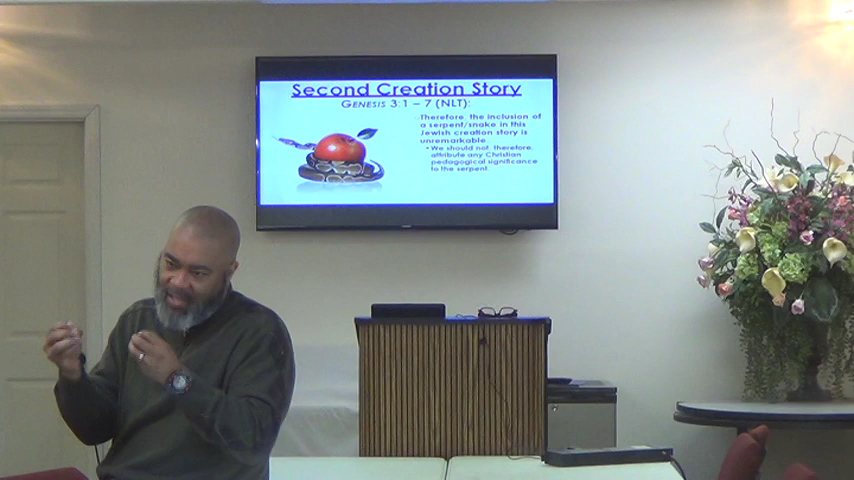 Second Creation Story
Genesis 3:1 – 7 (NLT):
Therefore, the inclusion of
a serpent/snake in this
Jewish creation story is
unremarkable.
We should not, therefore,
attribute any Christian
pedagogical significance
to the serpent.